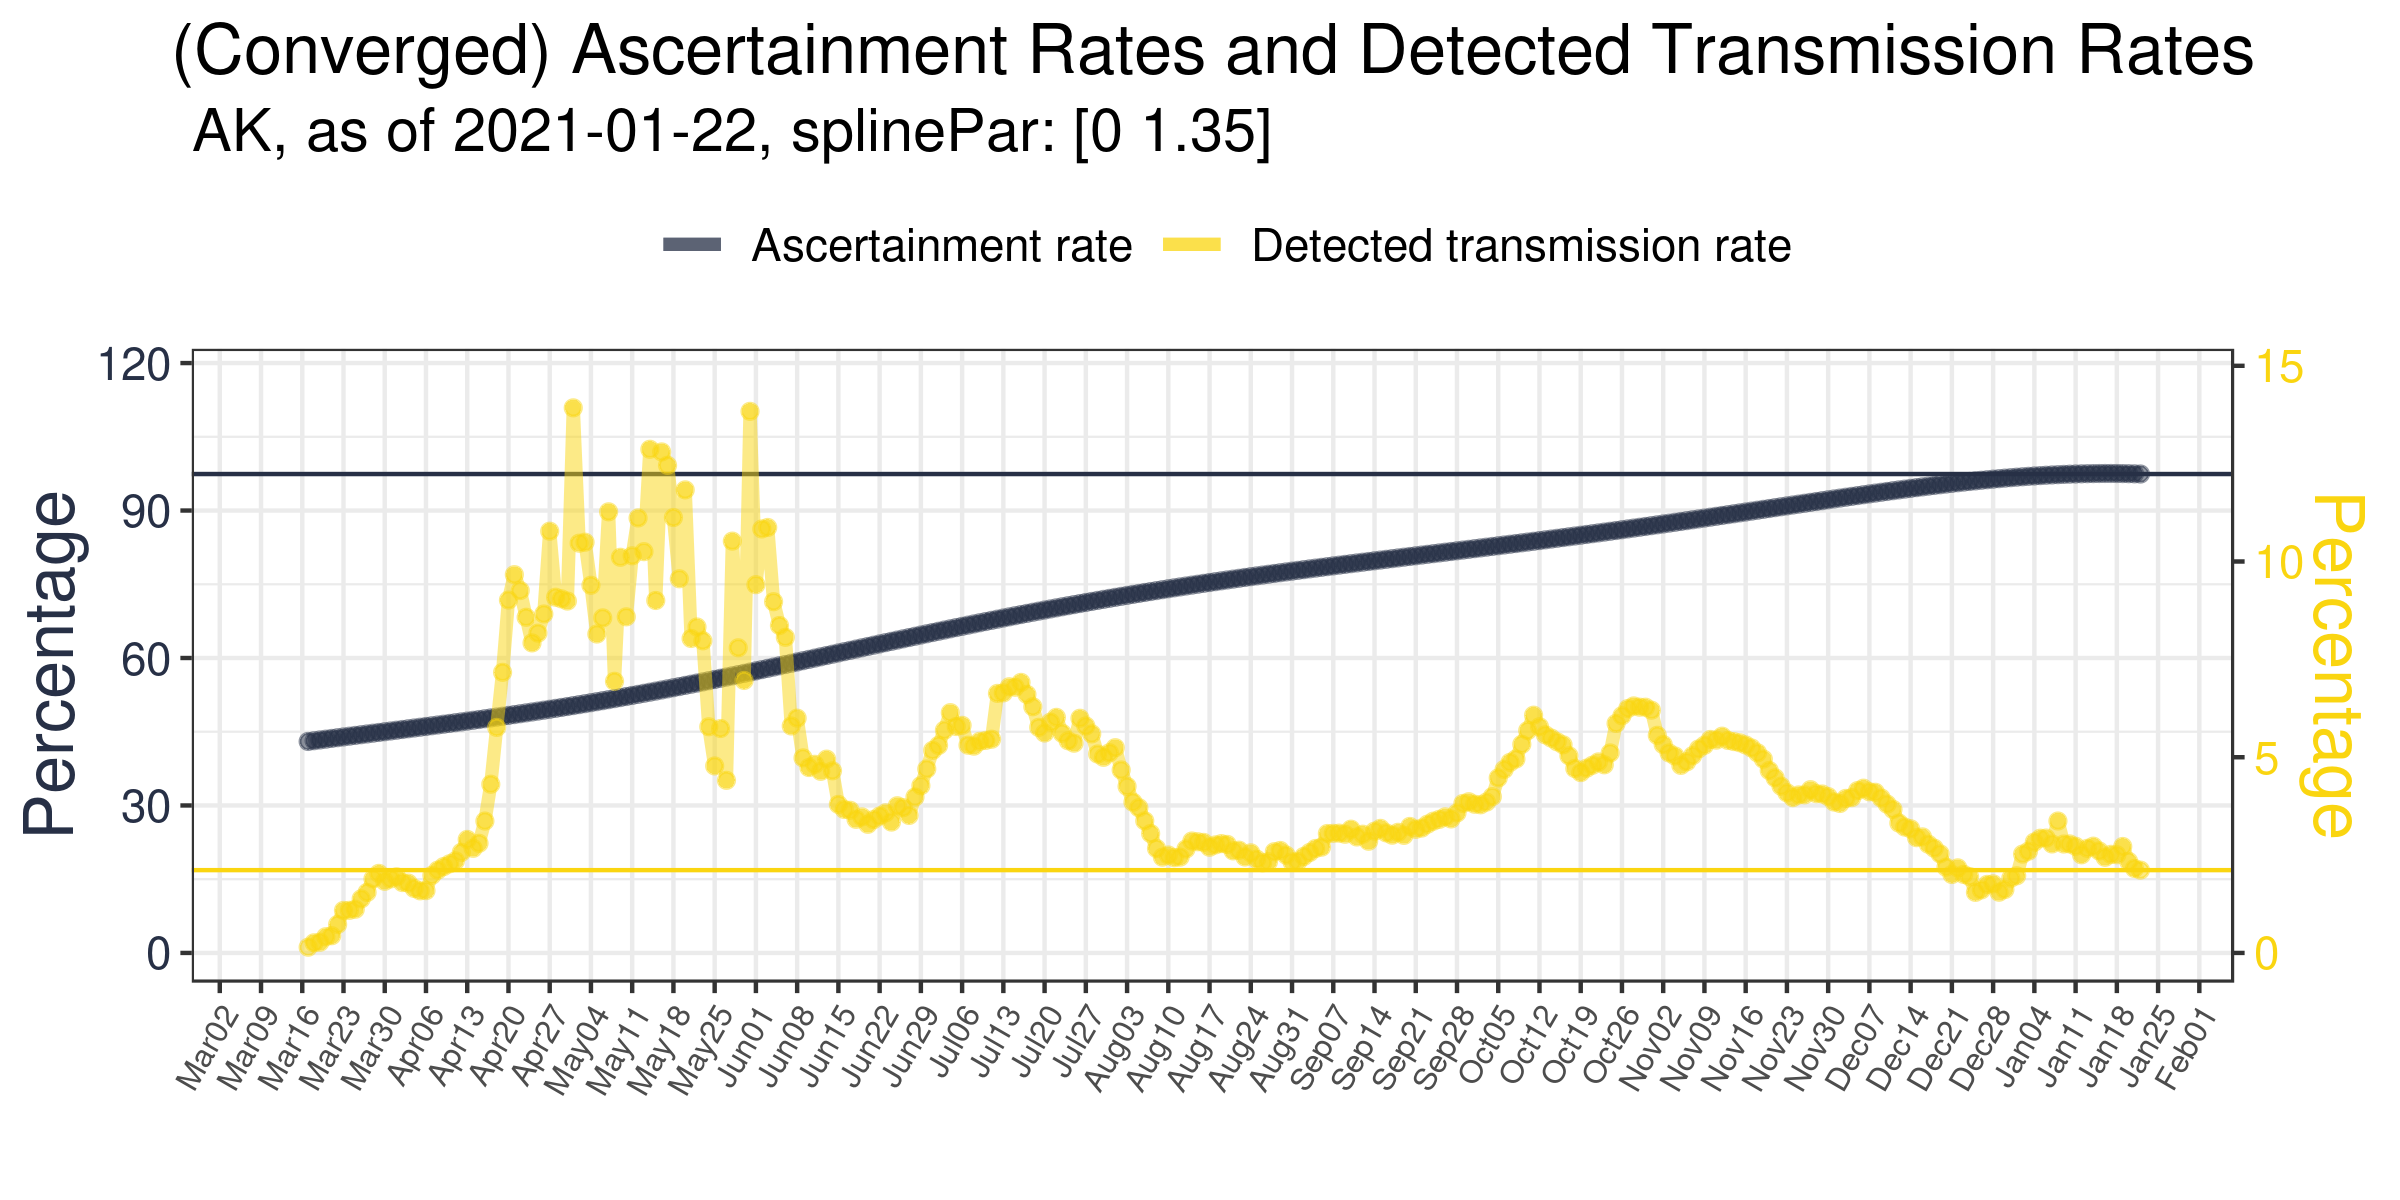 (Converged) Ascertainment Rates and Detected Transmission Rates
AK, as of 2021-01-22, splinePar: [0 1.35]
Ascertainment rate Detected transmission rate
120
90
60
30
0
Percentage
15
10
5
0
Percentage
Mar02 Mar09 Mar16 Mar23 Mar30 Apr06 Apr13 Apr20 Apr27 May04 May11 May18 May25 Jun01 Jun08 Jun15 Jun22 Jun29 Jul06 Jul13 Jul20 Jul27 Aug03 Aug10 Aug17 Aug24 Aug31 Sep07 Sep14 Sep21 Sep28 Oct05 Oct12 Oct19 Oct26 Nov02 Nov09 Nov16 Nov23 Nov30 Dec07 Dec14 Dec21 Dec28 Jan04 Jan11 Jan18 Jan25 Feb01